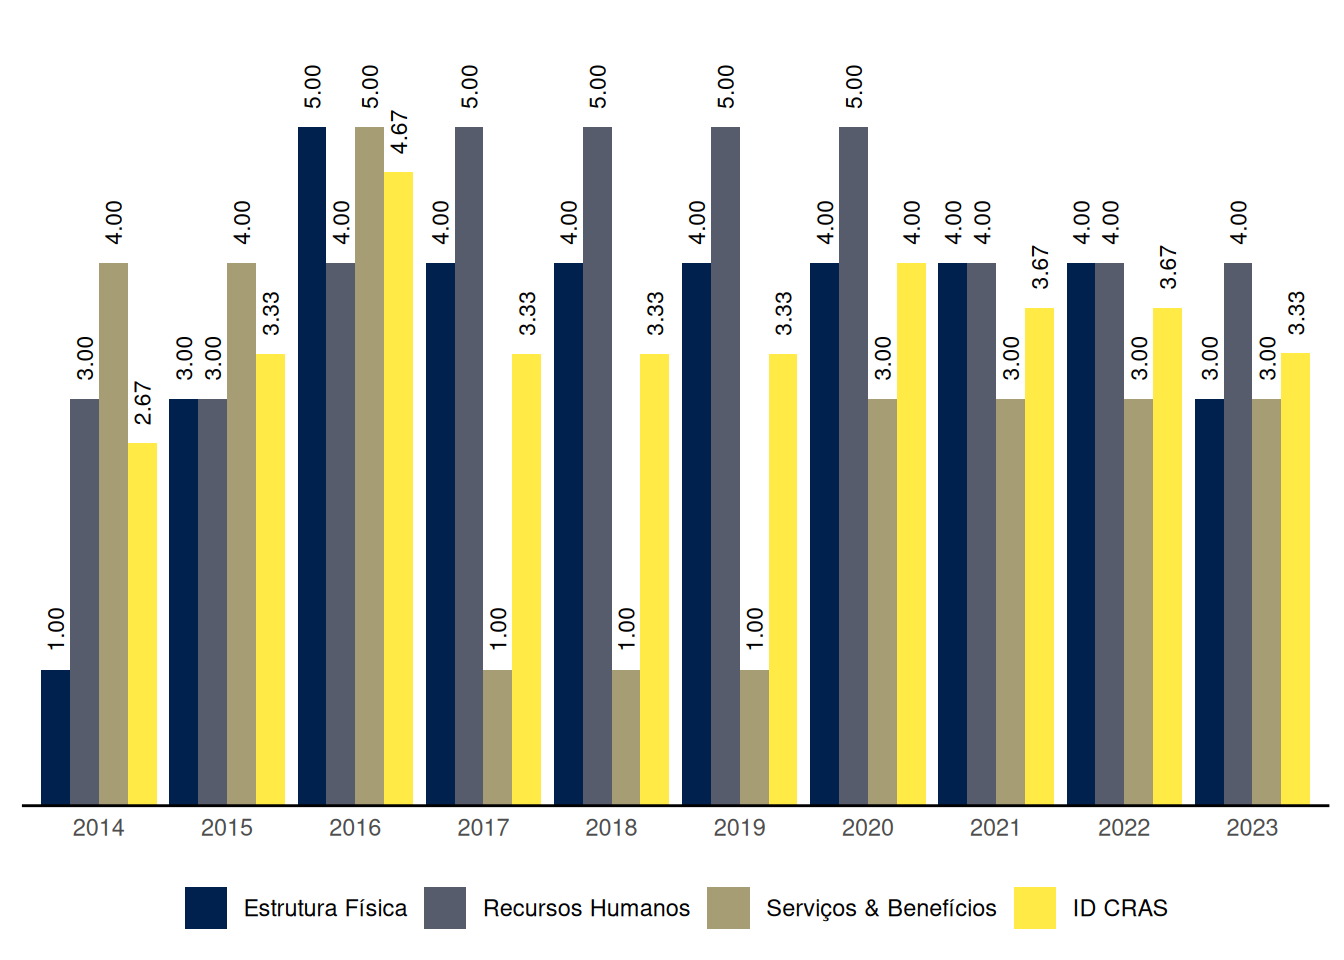 5.00 5.00 5.00 5.00 5.00 5.00
4.67
4.00 4.00 4.00 4.00 4.00 4.00 4.00 4.00 4.00 4.00 4.00 4.00 4.00
3.67 3.67
3.33 3.33 3.33 3.33 3.33
3.00 3.00 3.00 3.00 3.00 3.00 3.00 3.00
2.67
1.00 1.00 1.00 1.00
2014 2015 2016 2017 2018 2019 2020 2021 2022 2023
Estrutura Física Recursos Humanos Serviços & Benefícios ID CRAS